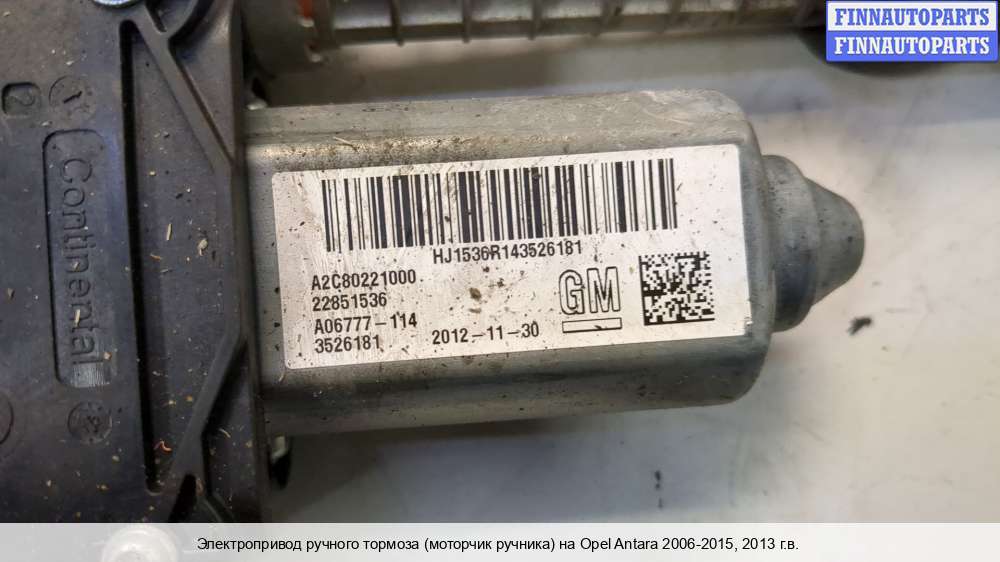 FINNAUTOPARTS
FINNAUTOPARTS
Continental
2
HJ1536R143526181
A2C80221000
22851536
A06777-114
3526181
2012-11-30
GM
Электропривод ручного тормоза (моторчик ручника) на Opel Antara 2006-2015, 2013 г.в.